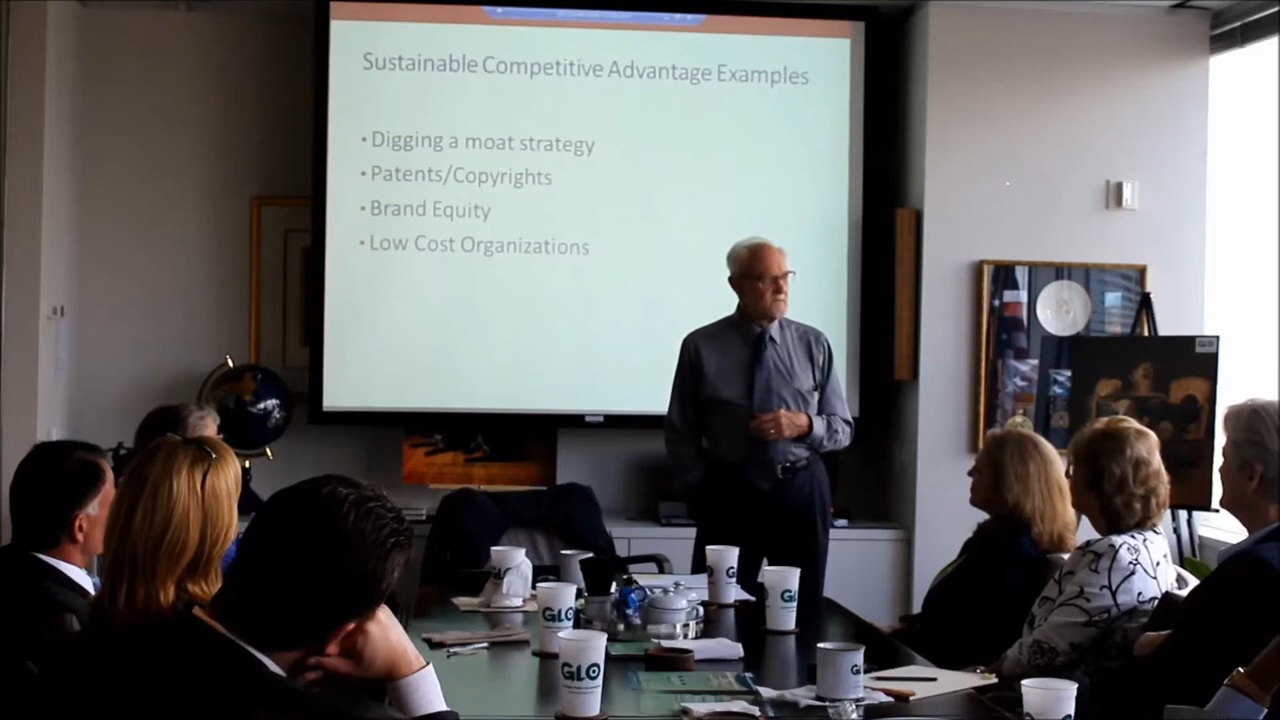 Sustainable Competitive Advantage Examples
• Digging a moat strategy
• Patents/Copyrights
• Brand Equity
• Low Cost Organizations
GLO
GLO
GLO
GLO
GLO